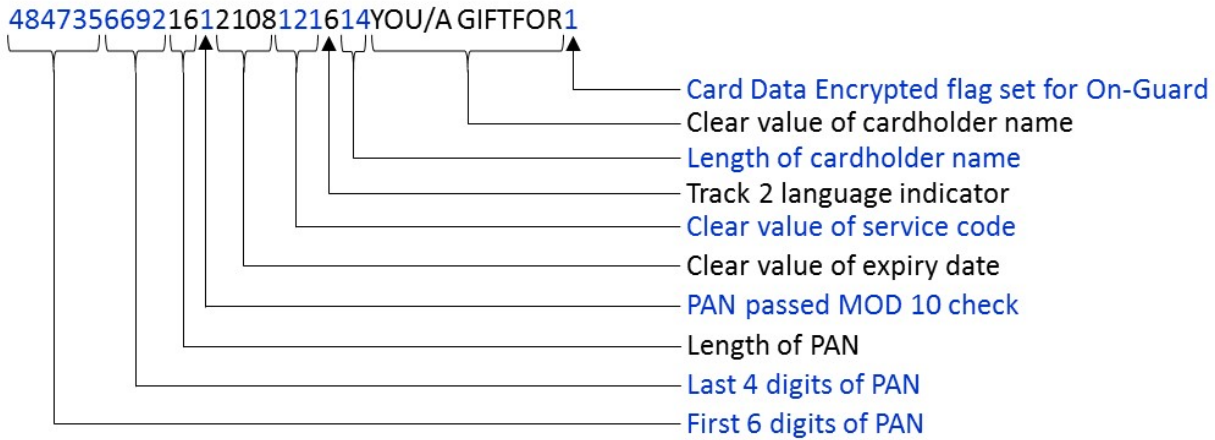 48473566921612108121614YOU/A GIFTFOR1
Card Data Encrypted flag set for On-Guard
Clear value of cardholder name
Length of cardholder name
Track 2 language indicator
Clear value of service code
Clear value of expiry date
PAN passed MOD 10 check
Length of PAN
Last 4 digits of PAN
First 6 digits of PAN